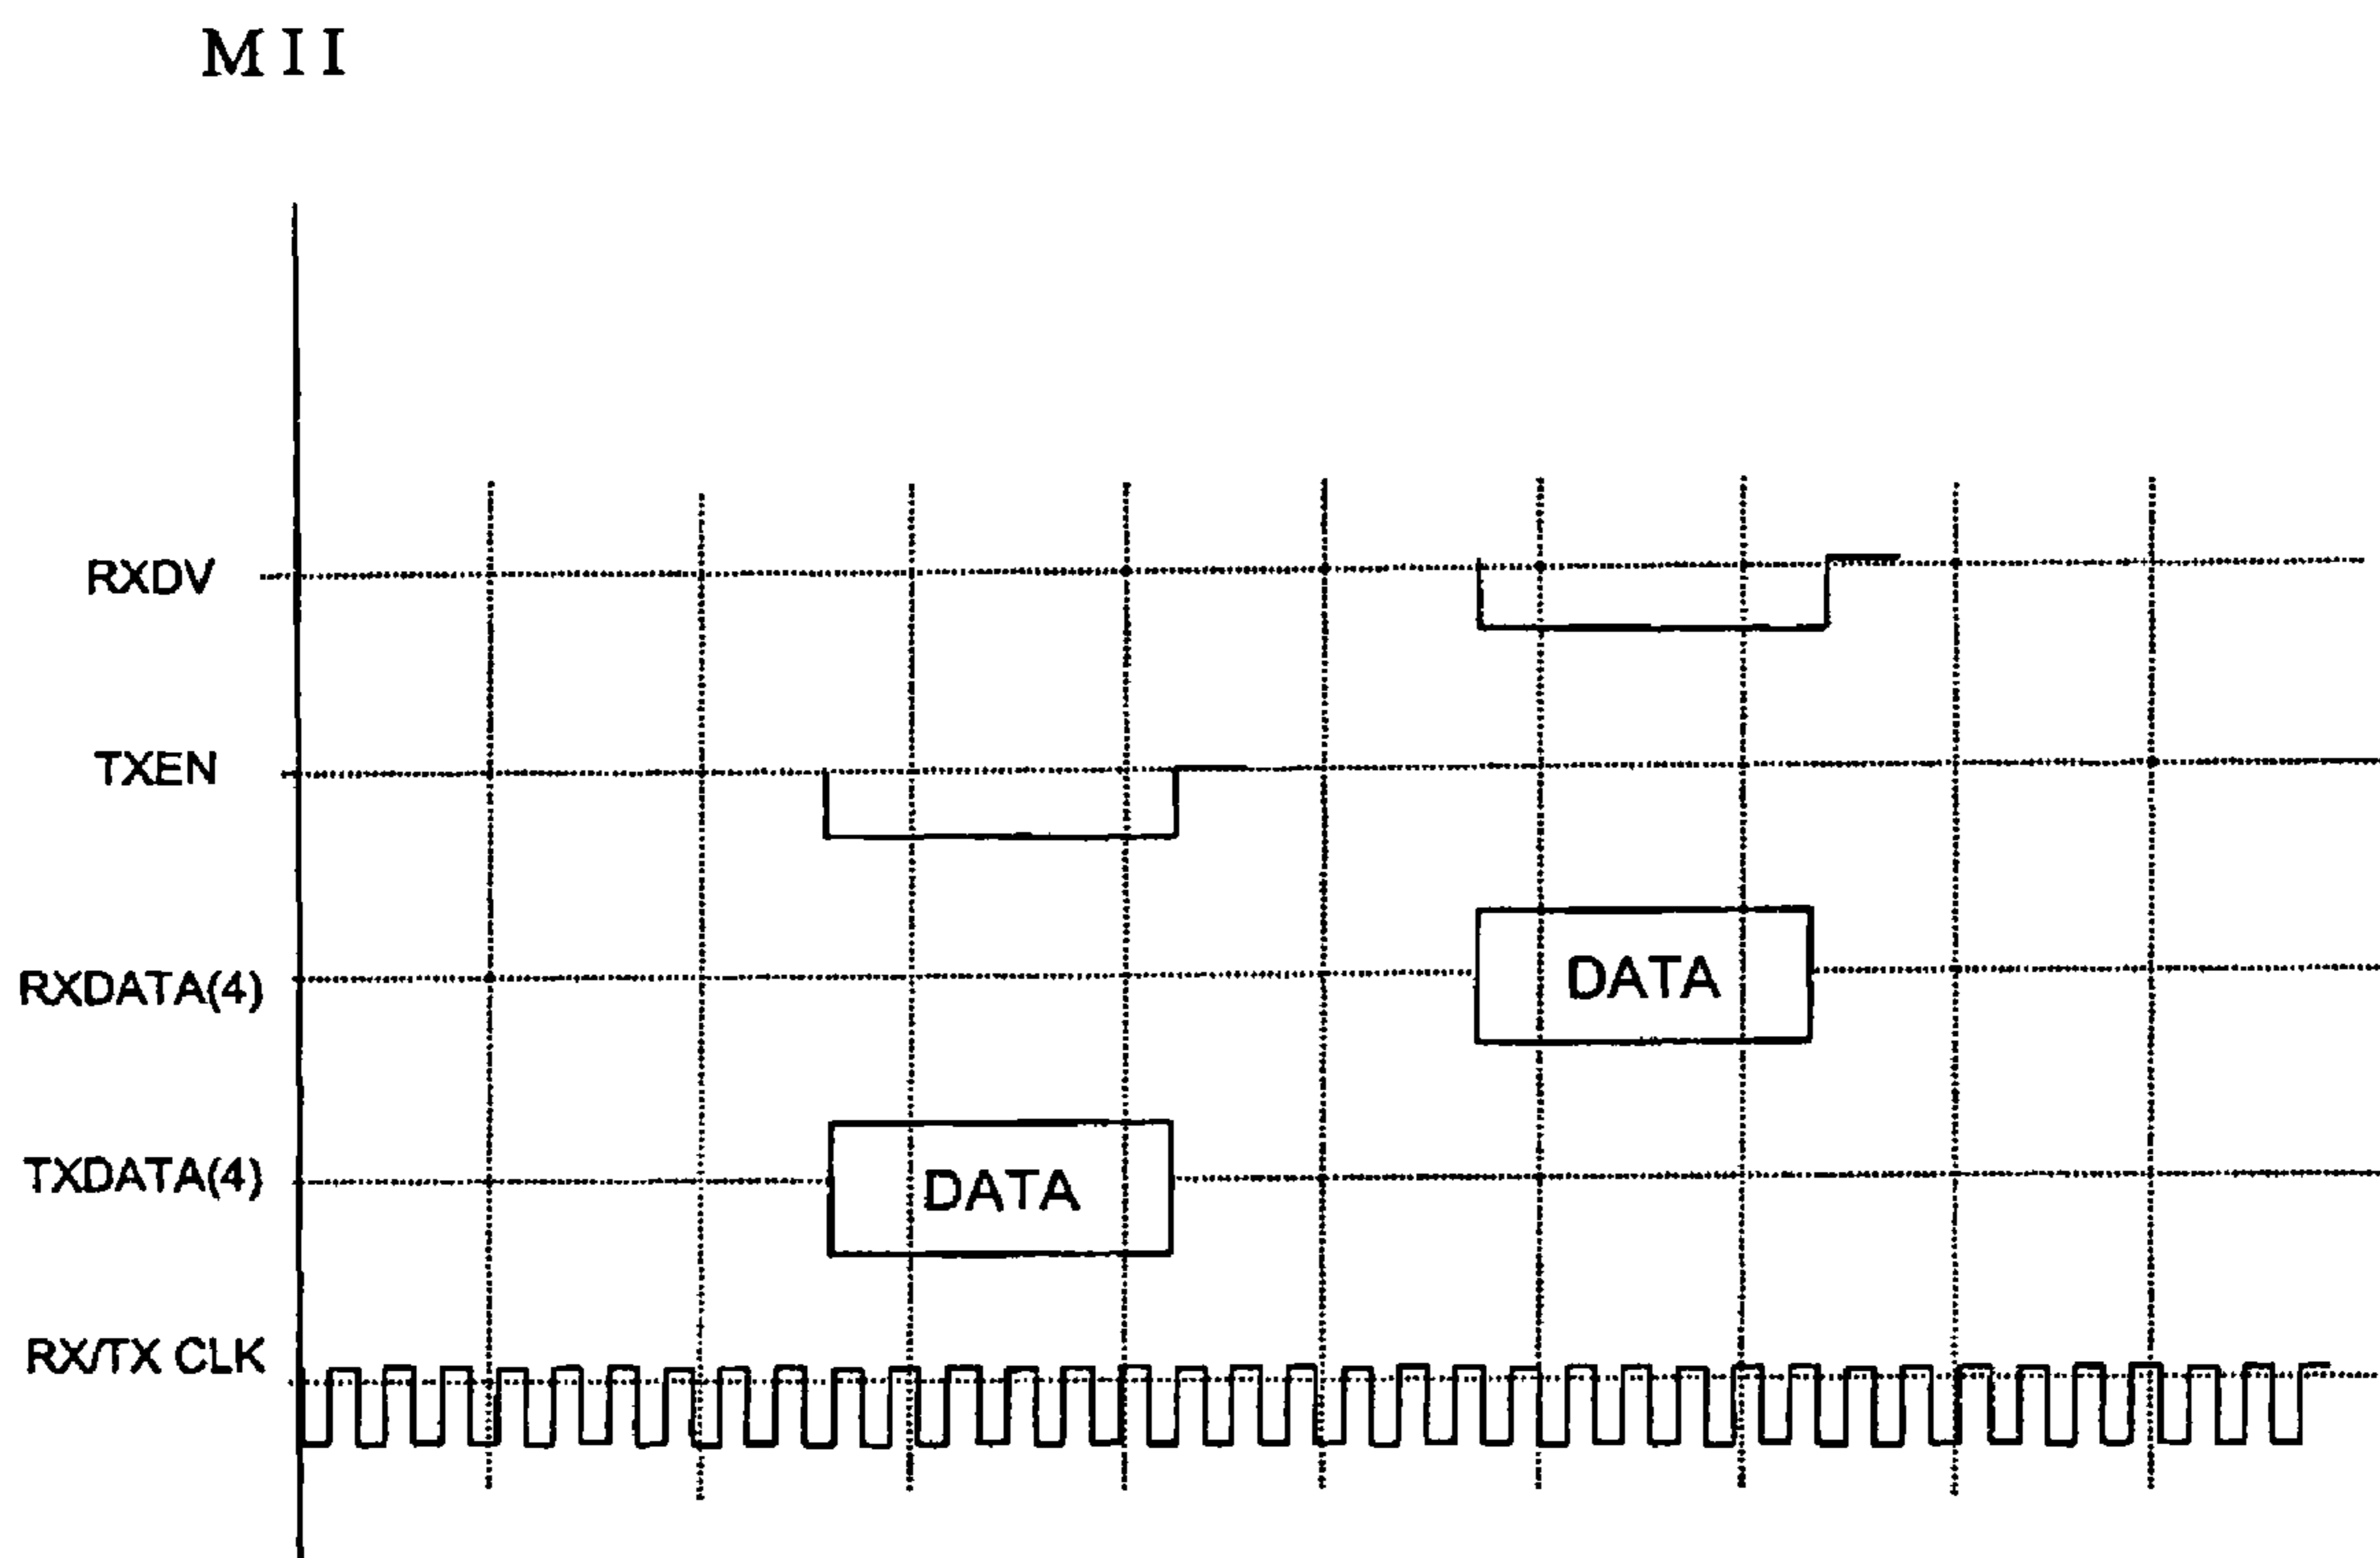 MII
RXDV
TXEN
RXDATA(4)
DATA
TXDATA(4)
DATA
RX/TX CLK